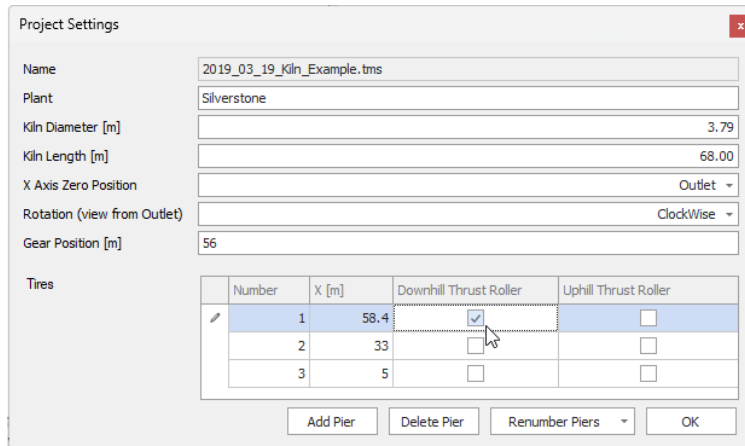 Project Settings
x
Name 2019_03_19_Kiln_Example.tms
Plant Silverstone
Kiln Diameter [m] 3.79
Kiln Length [m] 68.00
X Axis Zero Position Outlet
Rotation (view from Outlet) ClockWise
Gear Position [m] 56
Tires
Number X [m] Downhill Thrust Roller Uphill Thrust Roller
1 58.4
2 33
3 5
Add Pier Delete Pier Renumber Piers OK